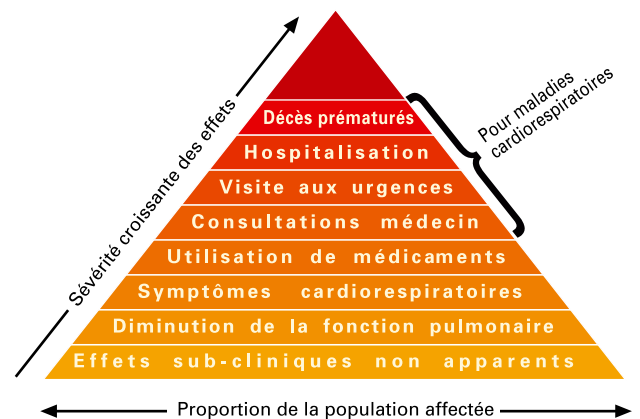 Sévérité croissante des effets
Pour maladies
cardiorespiratoires
Décès prématurés
Hospitalisation
Visite aux urgences
Consultations médecin
Utilisation de médicaments
Symptômes cardiorespiratoires
Diminution de la fonction pulmonaire
Effets sub-cliniques non apparents
Proportion de la population affectée